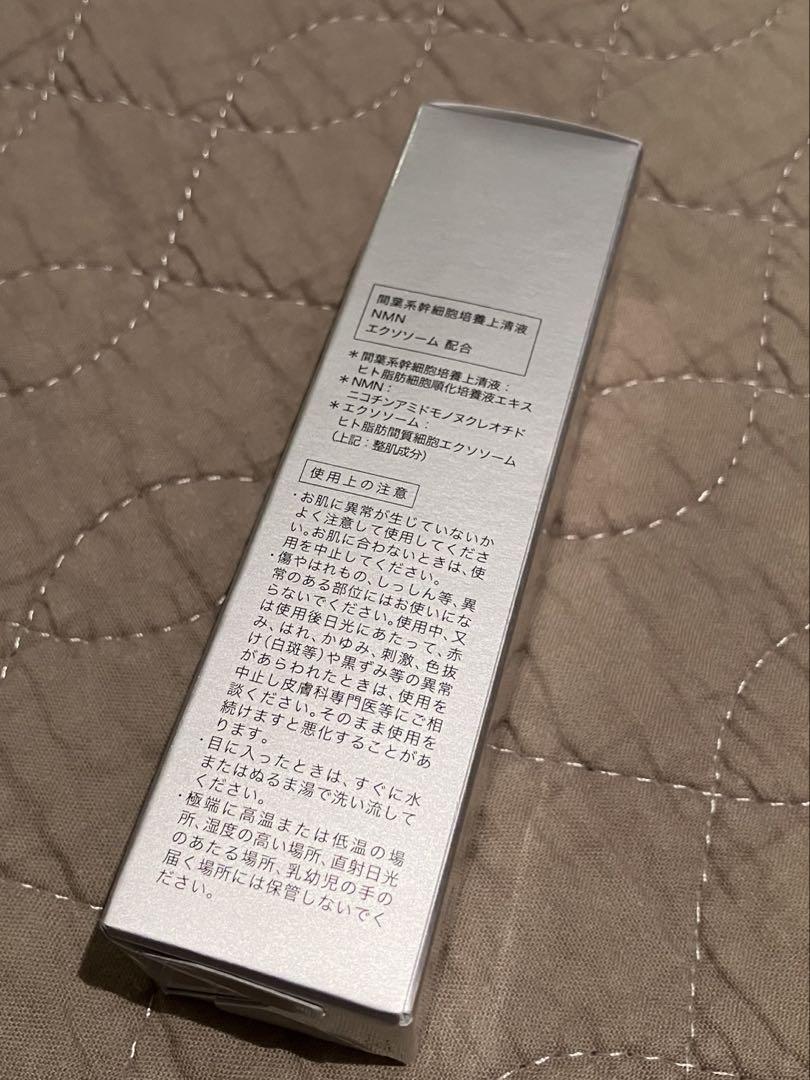 間葉系幹細胞培養上清液
NMN
エクソソーム 配合
＊間葉系幹細胞培養上清液：
ヒト脂肪細胞順化培養液エキス
＊NMN：
ニコチンアミドモノヌクレオチド
＊エクソソーム：
ヒト脂肪間質細胞エクソソーム
（上記：整肌成分）
使用上の注意
・お肌に異常が生じていないか
よく注意して使用してくださ
い。お肌に合わないときは、使
用を中止してください。
・傷やはれもの、しっしん等、異
常のある部位にはお使いにな
らないでください。使用中、又
は使用後日光にあたって、赤
み、はれ、かゆみ、刺激、色抜
け（白斑等）や黒ずみ等の異常
があらわれたときは、使用を
中止し皮膚科専門医等にご相
談ください。そのまま使用を
続けますと悪化することがあ
ります。
・目に入ったときは、すぐに水
またはぬるま湯で洗い流して
ください。
・極端に高温または低温の場
所、湿度の高い場所、直射日光
のあたる場所、乳幼児の手の
届く場所には保管しないでく
ださい。